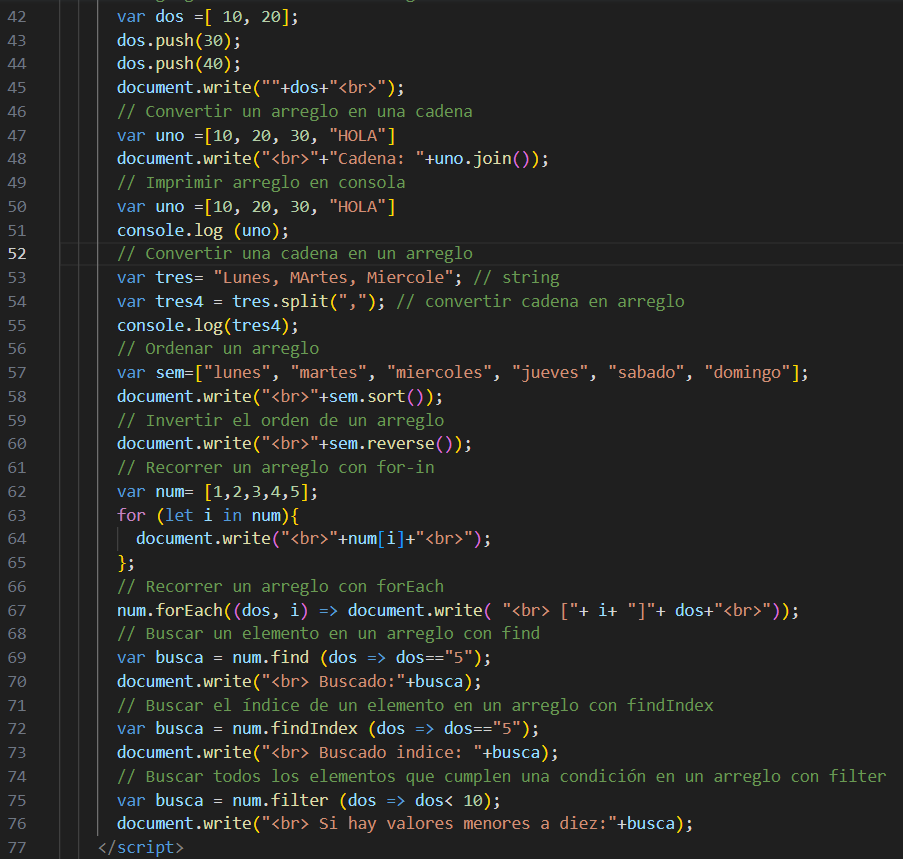 42 var dos =[ 10, 20];
43 dos.push(30);
44 dos.push(40);
45 document.write(""+dos+"<br>");
46 // Convertir un arreglo en una cadena
47 var uno =[10, 20, 30, "HOLA"]
48 document.write("<br>"+"Cadena: "+uno.join());
49 // Imprimir arreglo en consola
50 var uno =[10, 20, 30, "HOLA"]
51 console.log (uno);
52 // Convertir una cadena en un arreglo
53 var tres= "Lunes, MArtes, Miercole"; // string
54 var tres4 = tres.split(","); // convertir cadena en arreglo
55 console.log(tres4);
56 // Ordenar un arreglo
57 var sem=["lunes", "martes", "miercoles", "jueves", "sabado", "domingo"];
58 document.write("<br>"+sem.sort());
59 // Invertir el orden de un arreglo
60 document.write("<br>"+sem.reverse());
61 // Recorrer un arreglo con for-in
62 var num= [1,2,3,4,5];
63 for (let i in num){
64 document.write("<br>"+num[i]+"<br>");
65 };
66 // Recorrer un arreglo con forEach
67 num.forEach((dos, i) => document.write( "<br> ["+ i+ "]"+ dos+"<br>"));
68 // Buscar un elemento en un arreglo con find
69 var busca = num.find (dos => dos=="5");
70 document.write("<br> Buscado:"+busca);
71 // Buscar el índice de un elemento en un arreglo con findIndex
72 var busca = num.findIndex (dos => dos=="5");
73 document.write("<br> Buscado indice: "+busca);
74 // Buscar todos los elementos que cumplen una condición en un arreglo con filter
75 var busca = num.filter (dos => dos< 10);
76 document.write("<br> Si hay valores menores a diez:"+busca);
77 </script>